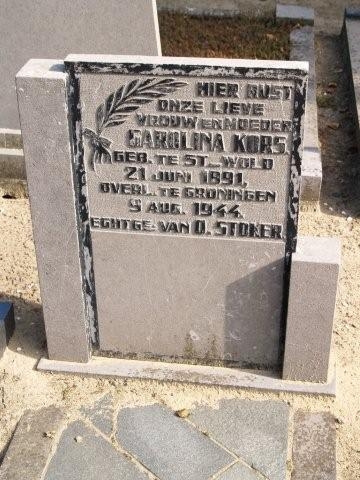 HIER RUST
ONZE LIEVE
VROUW EN MOEDER
CAROLINA KORS
GEB. TE ST WOLD
21 JUNI 1891,
OVERL. TE GRONINGEN
9 AUG. 1944.
ECHTGE. VAN O. STOKER